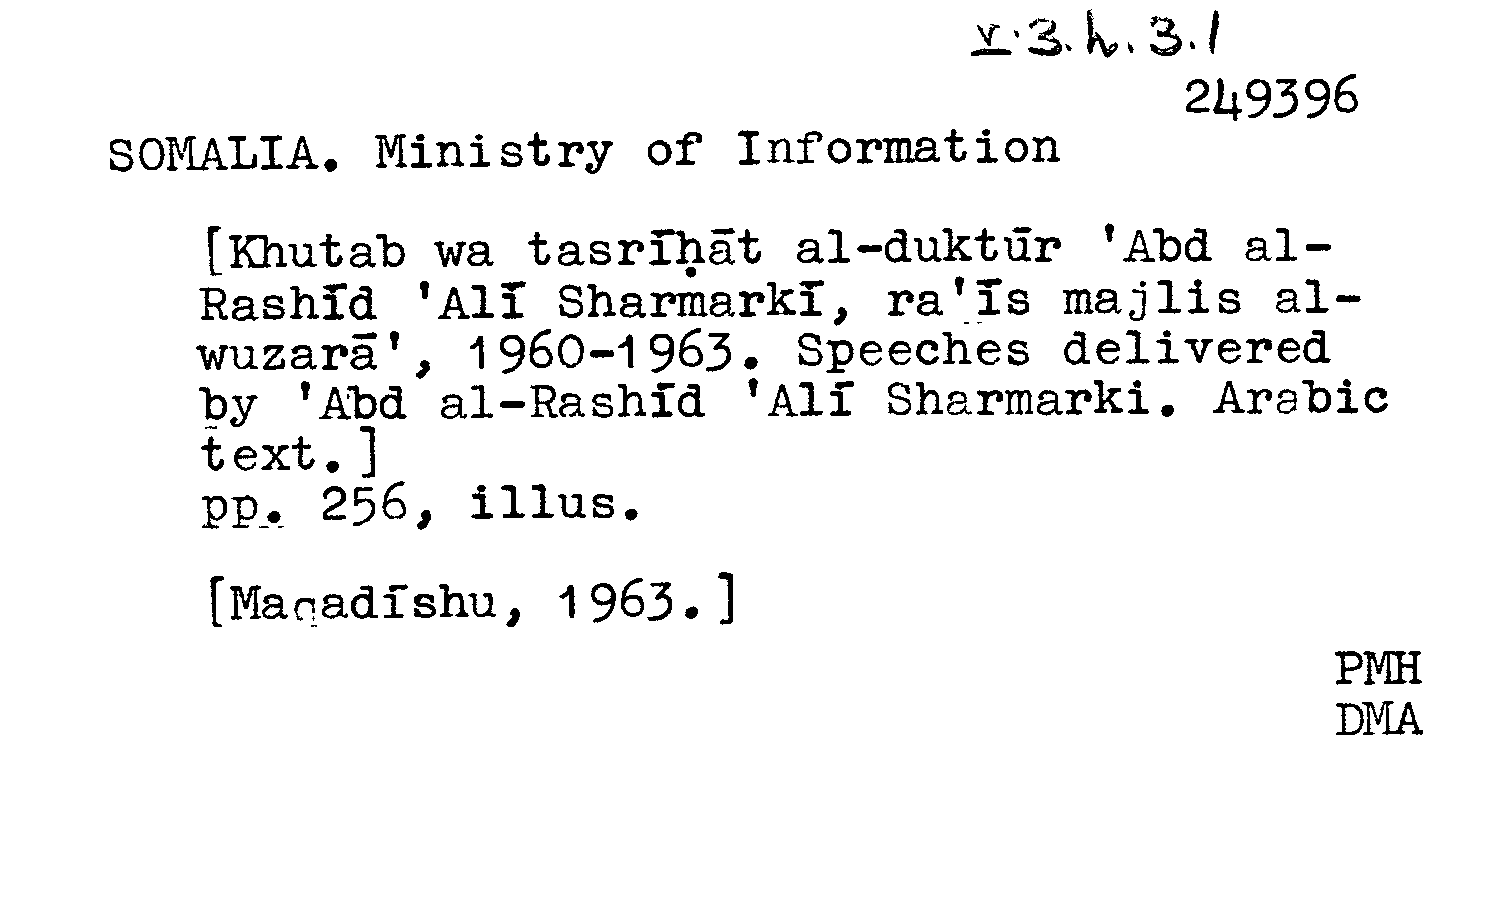 v.3.h.3.1
249396
SOMALIA. Ministry of Information
[Khutab wa tasrīḥāt al-duktūr 'Abd al-
Rashīd 'Alī Sharmarkī, ra'īs majlis al-
wuzarā', 1960-1963. Speeches delivered
by 'Abd al-Rashīd 'Alī Sharmarki. Arabic
text.]
pp. 256, illus.
[Maqadīshu, 1963.]
PMH
DMA